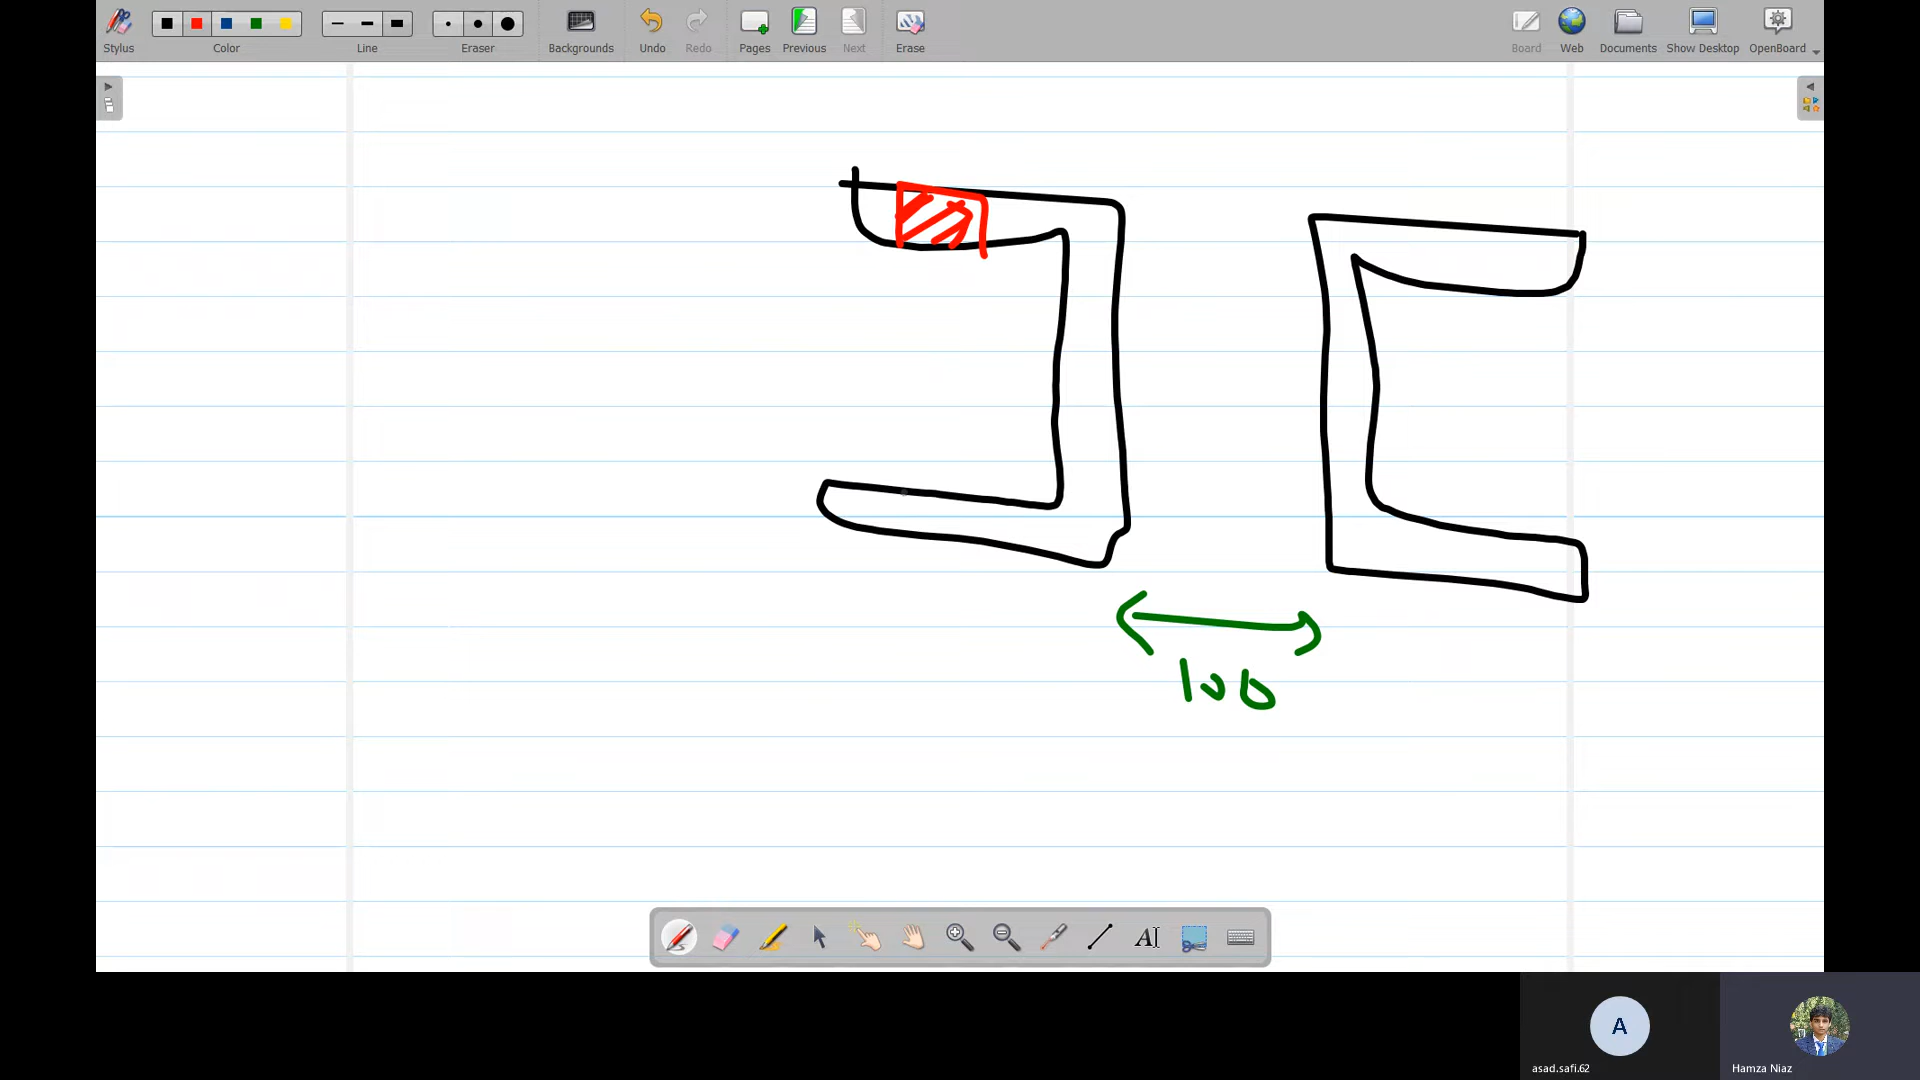 Stylus Color Line Eraser Backgrounds Undo Redo Pages Previous Next Erase Board Web Documents Show Desktop OpenBoard
100
A
A
asad.safi.62 Hamza Niaz